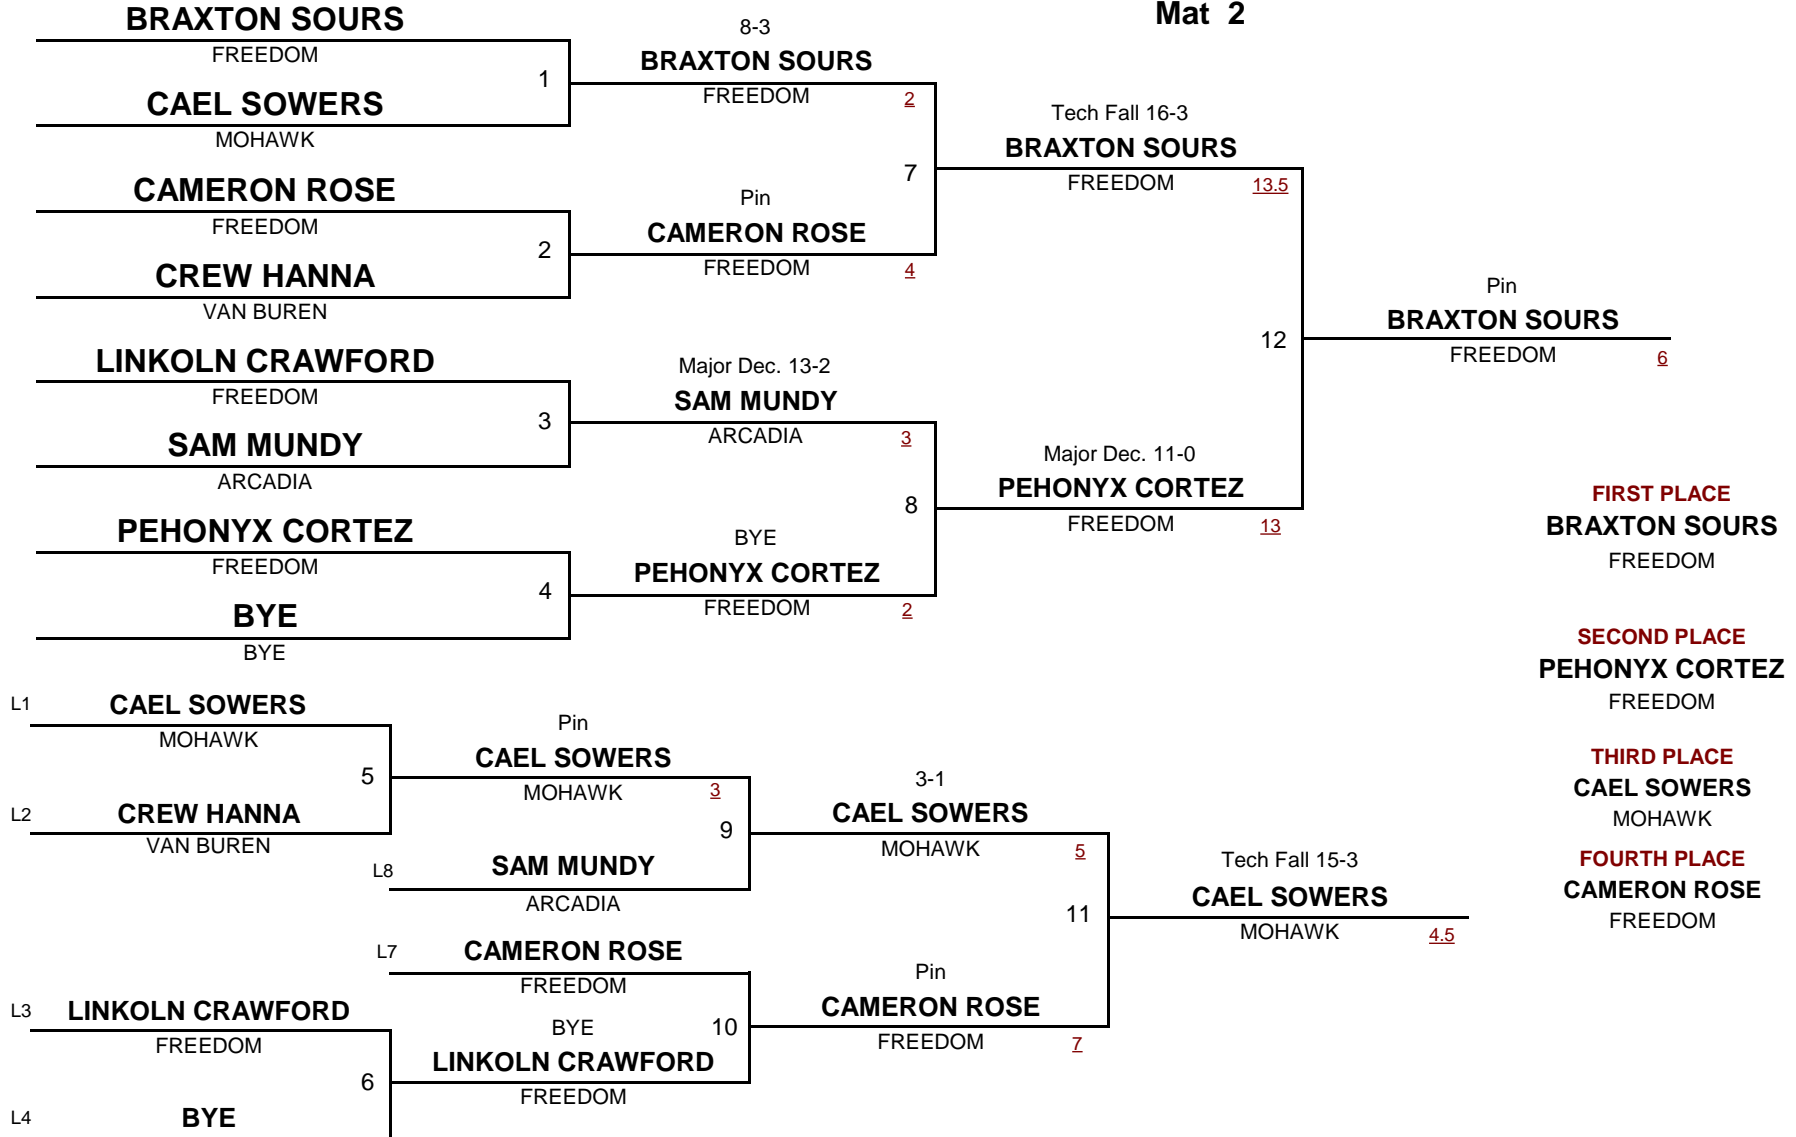 Mat 2
BRAXTON SOURS
FREEDOM
1
CAEL SOWERS
MOHAWK
CAMERON ROSE
FREEDOM
2
CREW HANNA
VAN BUREN
LINKOLN CRAWFORD
FREEDOM
3
SAM MUNDY
ARCADIA
PEHONYX CORTEZ
FREEDOM
4
BYE
BYE
8-3
BRAXTON SOURS
FREEDOM 2
7
Pin
CAMERON ROSE
FREEDOM 4
Major Dec. 13-2
SAM MUNDY
ARCADIA 3
8
BYE
PEHONYX CORTEZ
FREEDOM 2
Tech Fall 16-3
BRAXTON SOURS
FREEDOM 13.5
12
Major Dec. 11-0
PEHONYX CORTEZ
FREEDOM 13
Pin
BRAXTON SOURS
FREEDOM 6
FIRST PLACE
BRAXTON SOURS
FREEDOM
SECOND PLACE
PEHONYX CORTEZ
FREEDOM
THIRD PLACE
CAEL SOWERS
MOHAWK
FOURTH PLACE
CAMERON ROSE
FREEDOM
L1 CAEL SOWERS
MOHAWK
5
L2 CREW HANNA
VAN BUREN
L3 LINKOLN CRAWFORD
FREEDOM
6
L4 BYE
Pin
CAEL SOWERS
MOHAWK 3
9
L8 SAM MUNDY
ARCADIA
L7 CAMERON ROSE
FREEDOM
BYE 10
LINKOLN CRAWFORD
FREEDOM
3-1
CAEL SOWERS
MOHAWK 5
11
Pin
CAMERON ROSE
FREEDOM 7
Tech Fall 15-3
CAEL SOWERS
MOHAWK 4.5